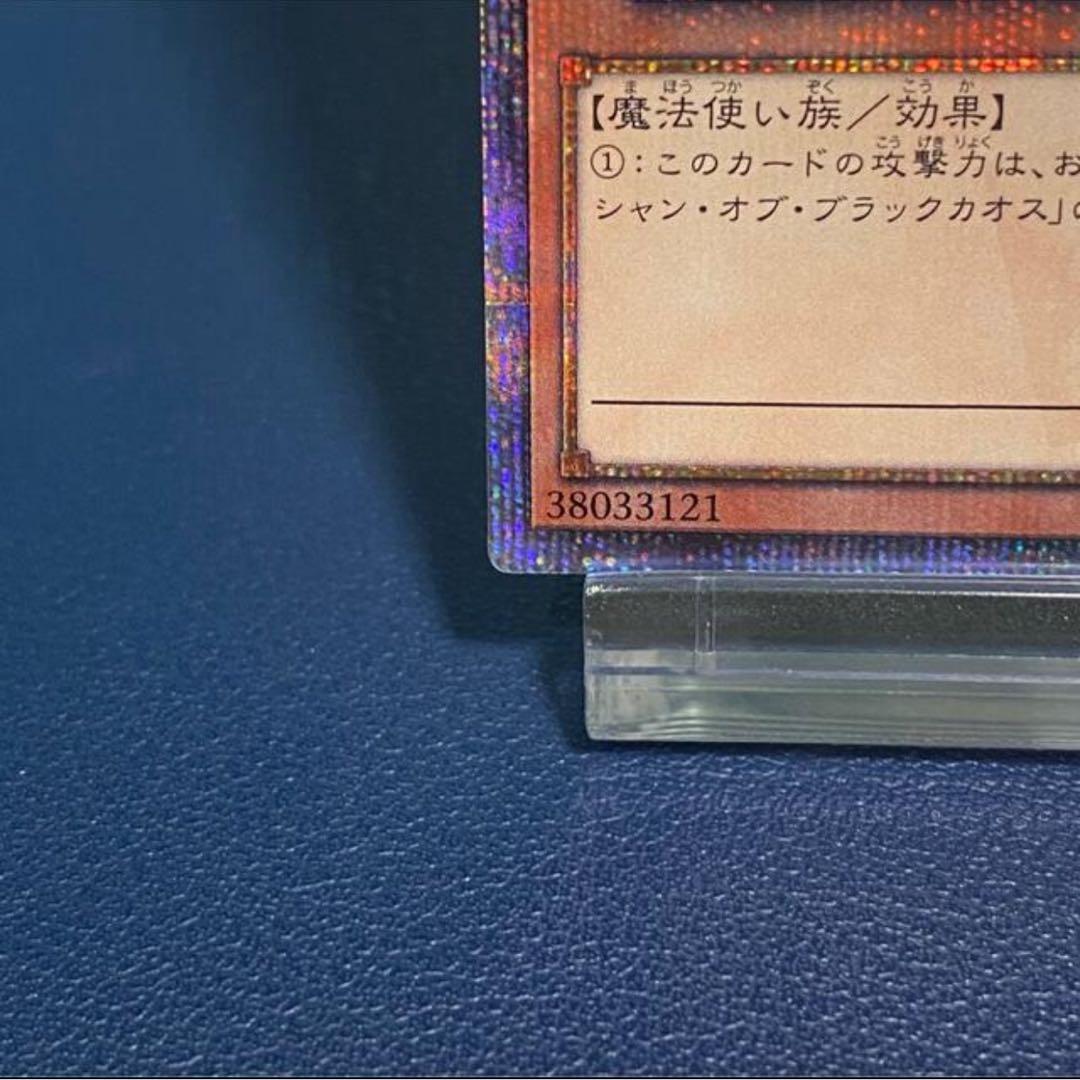 【魔法使い族／効果】
①：このカードの攻撃力は、お
シャン・オブ・ブラックカオス」の
38033121